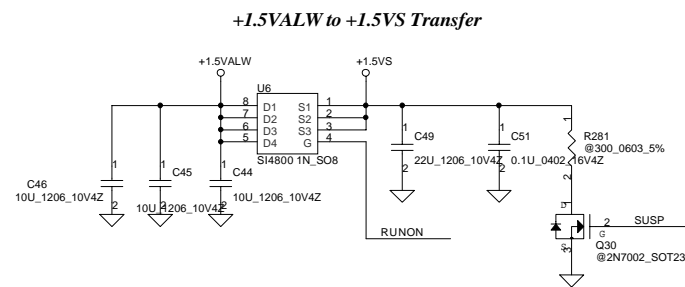 +1.5VALW to +1.5VS Transfer
+1.5VALW
+1.5VS
U6
8 D1 S1 1
7 D2 S2 2
6 D3 S3 3
5 D4 G 4
SI4800 1N_SO8
1
C46
10U_1206_10V4Z
2
1
C45
10U_1206_10V4Z
2
1
C44
10U_1206_10V4Z
2
RUNON
1
C49
22U_1206_10V4Z
2
1
C51
0.1U_0402_16V4Z
2
1
R281
@300_0603_5%
2
1
D
2
G
SUSP
S
3
Q30
@2N7002_SOT23